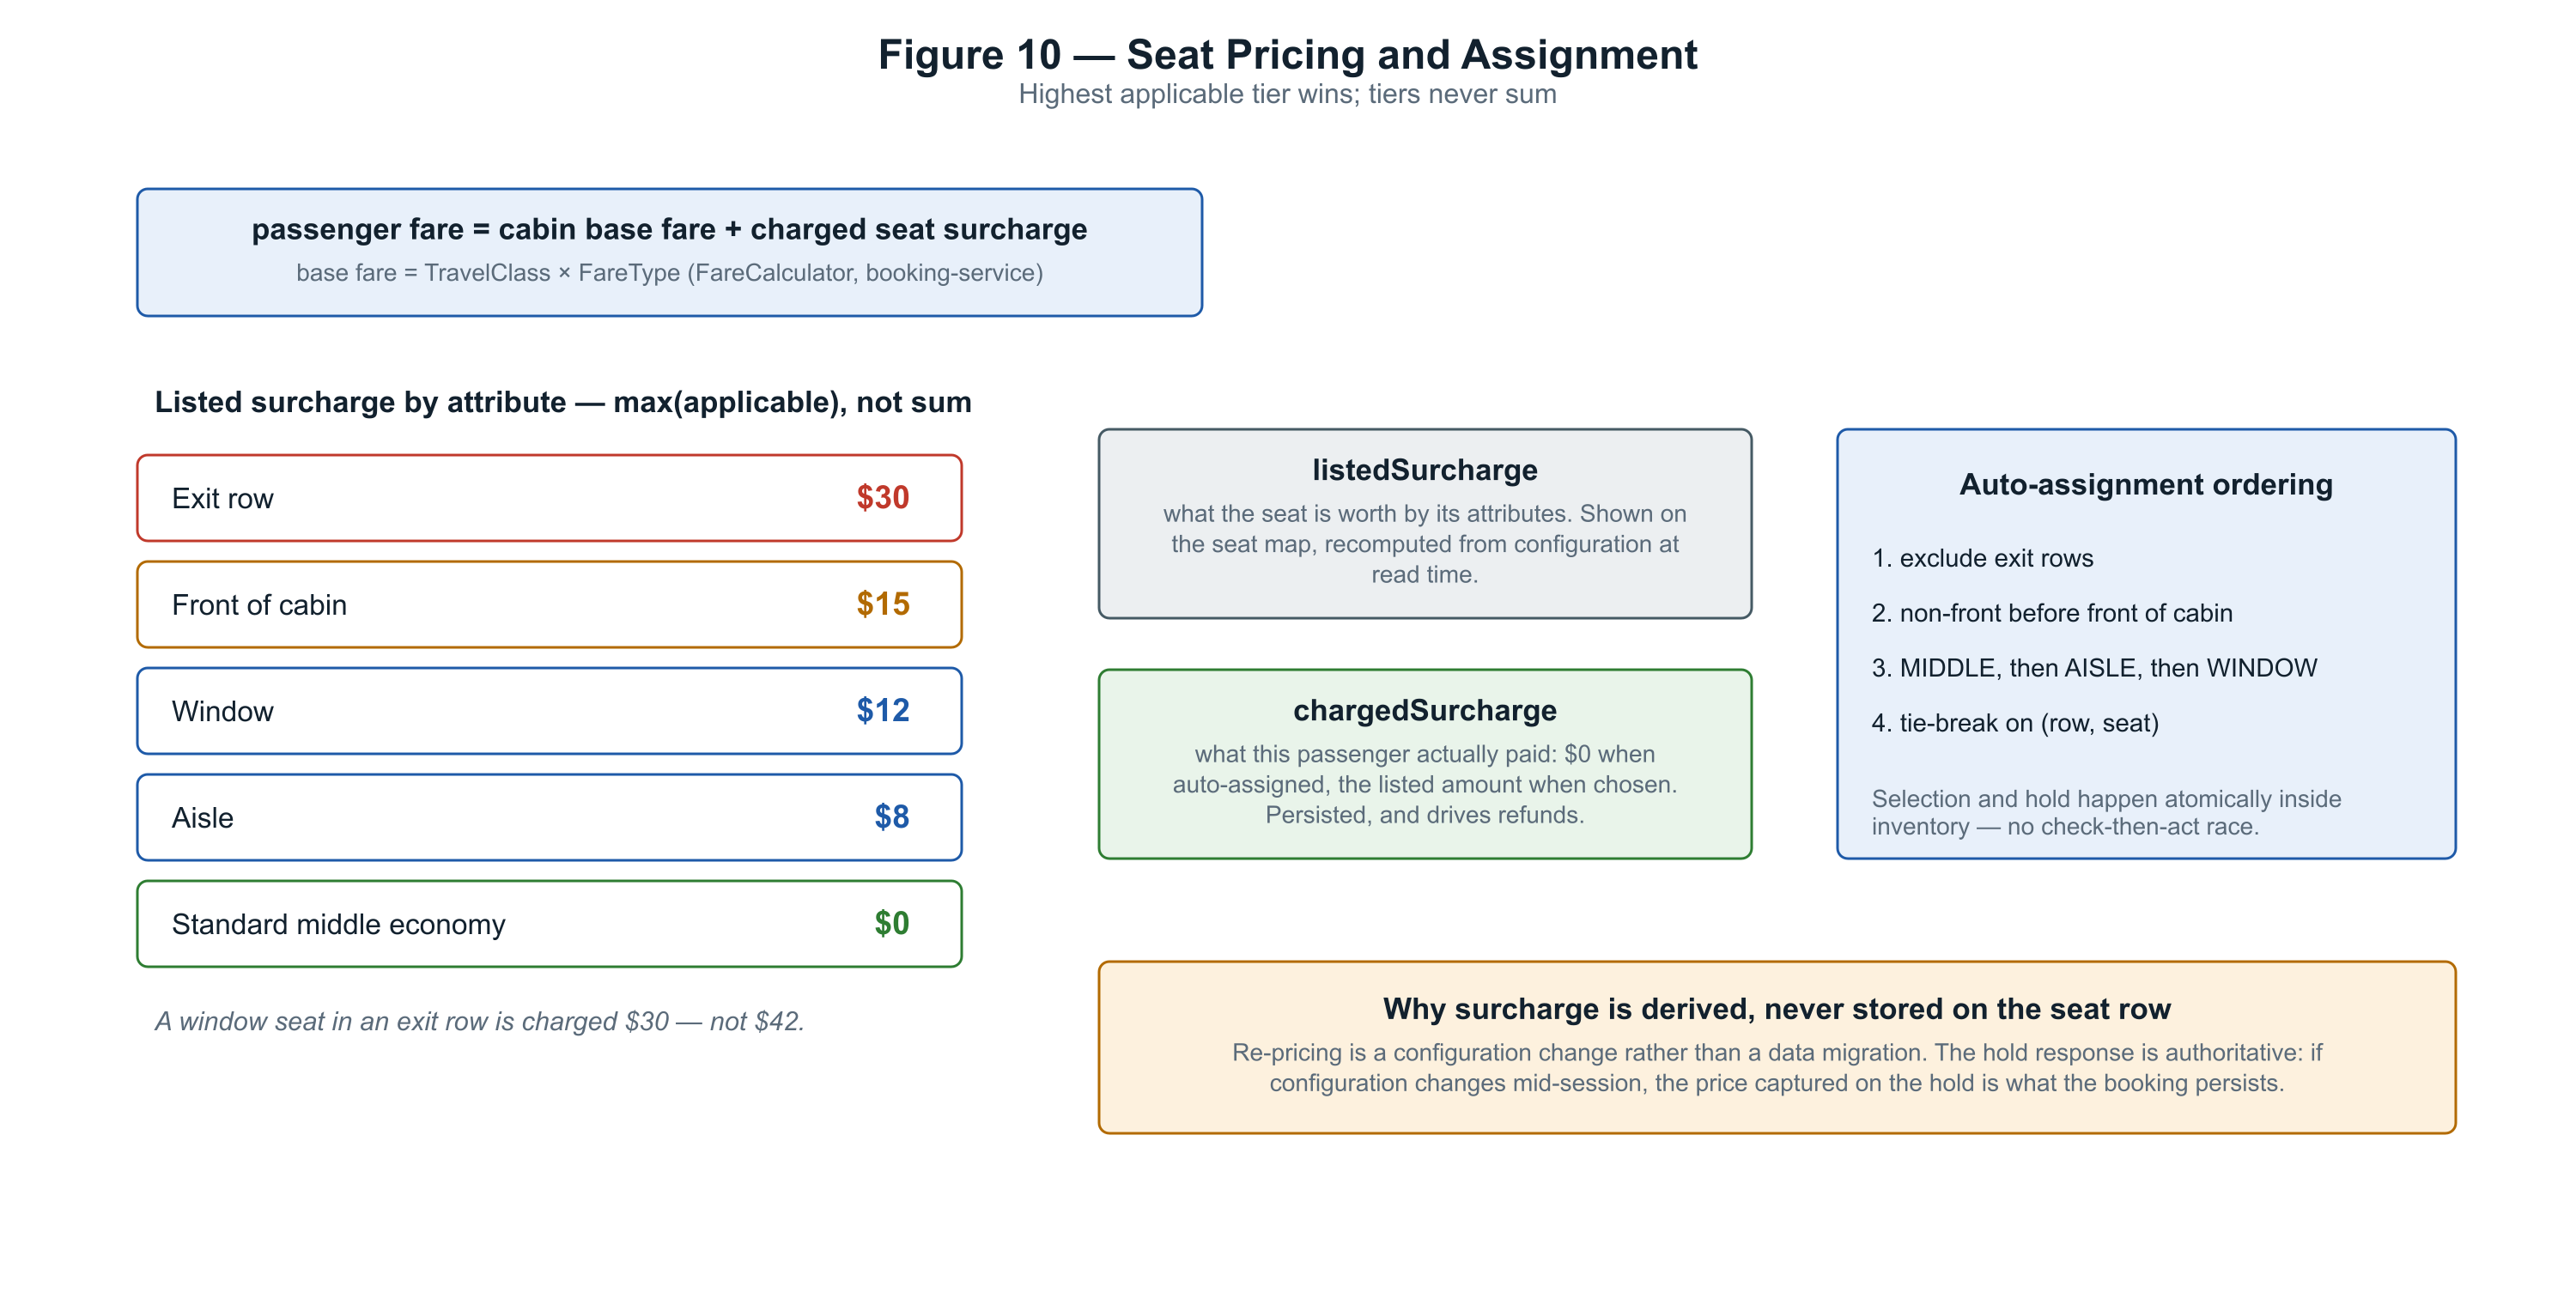 Figure 10 — Seat Pricing and Assignment
Highest applicable tier wins; tiers never sum
passenger fare = cabin base fare + charged seat surcharge
base fare = TravelClass × FareType (FareCalculator, booking-service)
Listed surcharge by attribute — max(applicable), not sum
Exit row $30
Front of cabin $15
Window $12
Aisle $8
Standard middle economy $0
A window seat in an exit row is charged $30 — not $42.
listedSurcharge
what the seat is worth by its attributes. Shown on
the seat map, recomputed from configuration at
read time.
chargedSurcharge
what this passenger actually paid: $0 when
auto-assigned, the listed amount when chosen.
Persisted, and drives refunds.
Auto-assignment ordering
1. exclude exit rows
2. non-front before front of cabin
3. MIDDLE, then AISLE, then WINDOW
4. tie-break on (row, seat)
Selection and hold happen atomically inside
inventory — no check-then-act race.
Why surcharge is derived, never stored on the seat row
Re-pricing is a configuration change rather than a data migration. The hold response is authoritative: if
configuration changes mid-session, the price captured on the hold is what the booking persists.